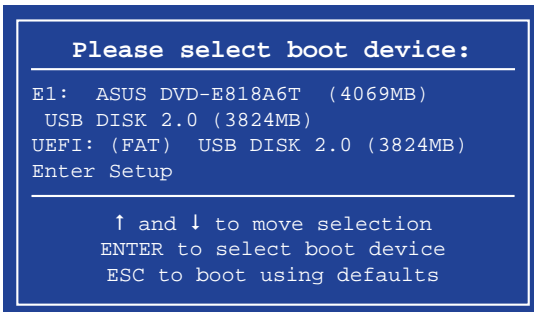 Please select boot device:
E1: ASUS DVD-E818A6T (4069MB)
USB DISK 2.0 (3824MB)
UEFI: (FAT) USB DISK 2.0 (3824MB)
Enter Setup
↑ and ↓ to move selection
ENTER to select boot device
ESC to boot using defaults